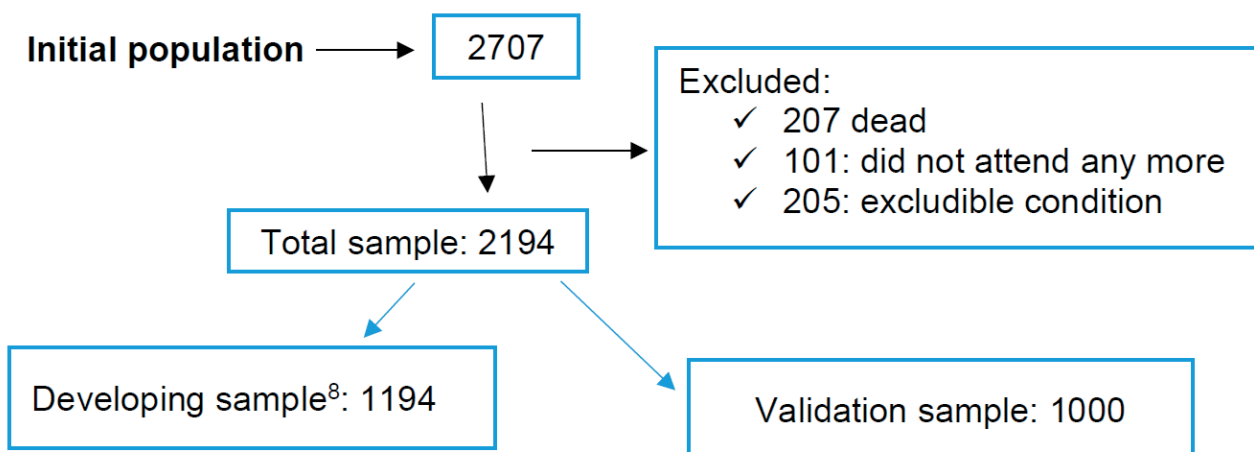 Initial population
2707
Excluded:
✓ 207 dead
✓ 101: did not attend any more
✓ 205: excludible condition
Total sample: 2194
Developing sample⁸: 1194
Validation sample: 1000